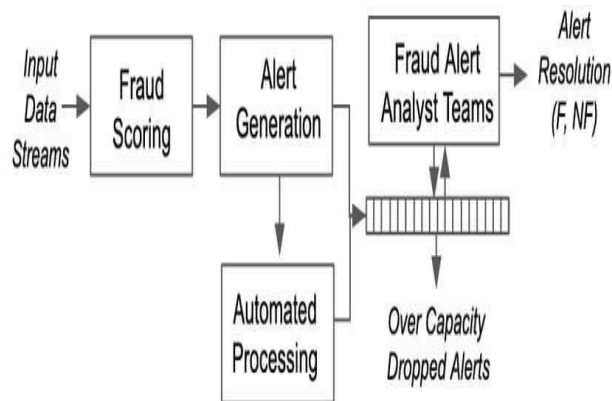 Input
Data
Streams
Fraud
Scoring
Alert
Generation
Automated
Processing
Fraud Alert
Analyst Teams
Alert
Resolution
(F, NF)
Over Capacity
Dropped Alerts